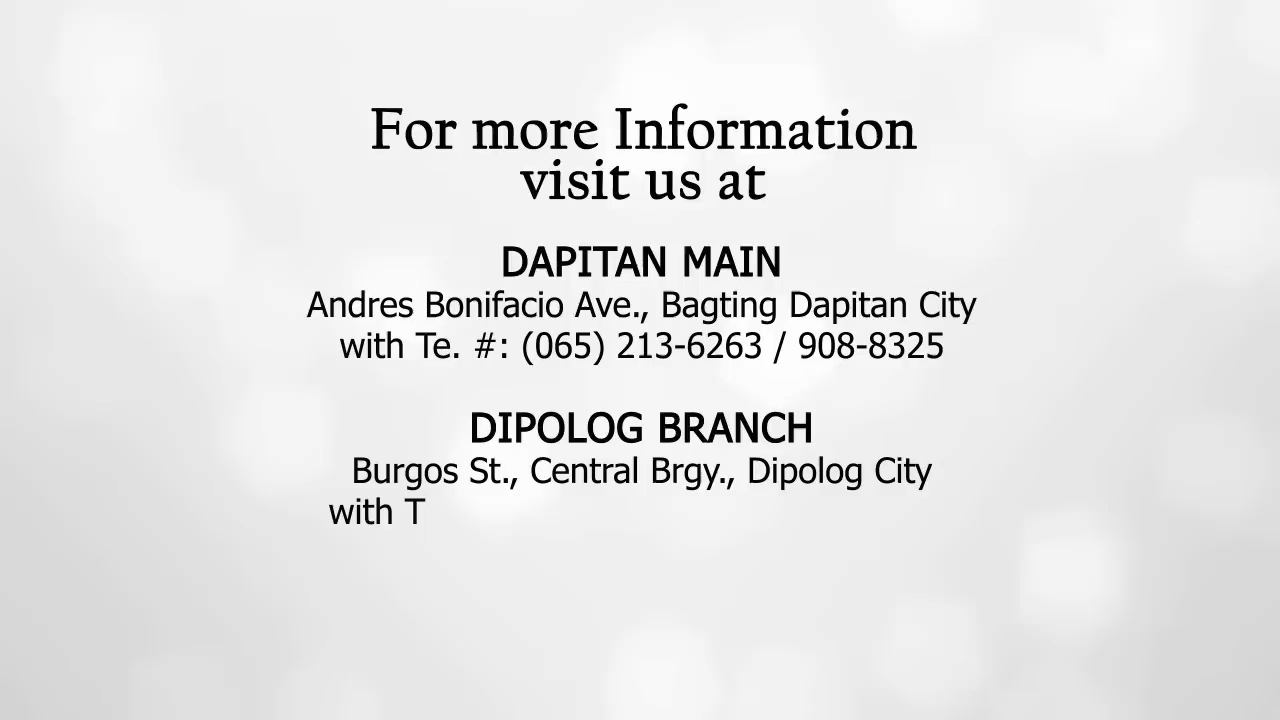 For more Information
visit us at
DAPITAN MAIN
Andres Bonifacio Ave., Bagting Dapitan City
with Te. #: (065) 213-6263 / 908-8325
DIPOLOG BRANCH
Burgos St., Central Brgy., Dipolog City
with T